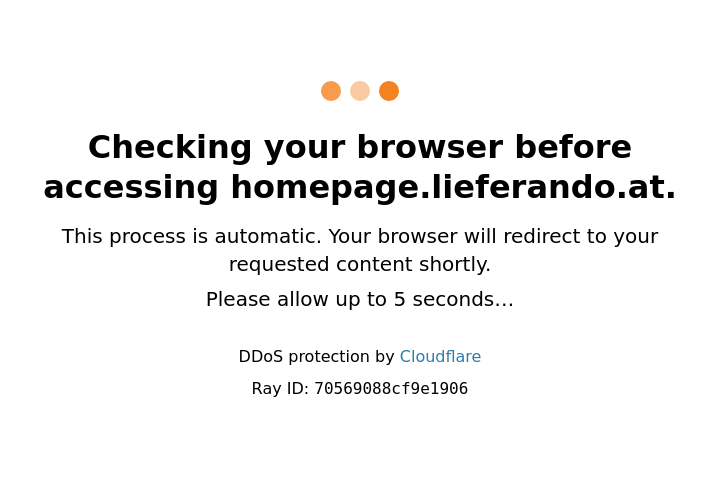 Checking your browser before
accessing homepage.lieferando.at.
This process is automatic. Your browser will redirect to your
requested content shortly.
Please allow up to 5 seconds…
DDoS protection by Cloudflare
Ray ID: 70569088cf9e1906